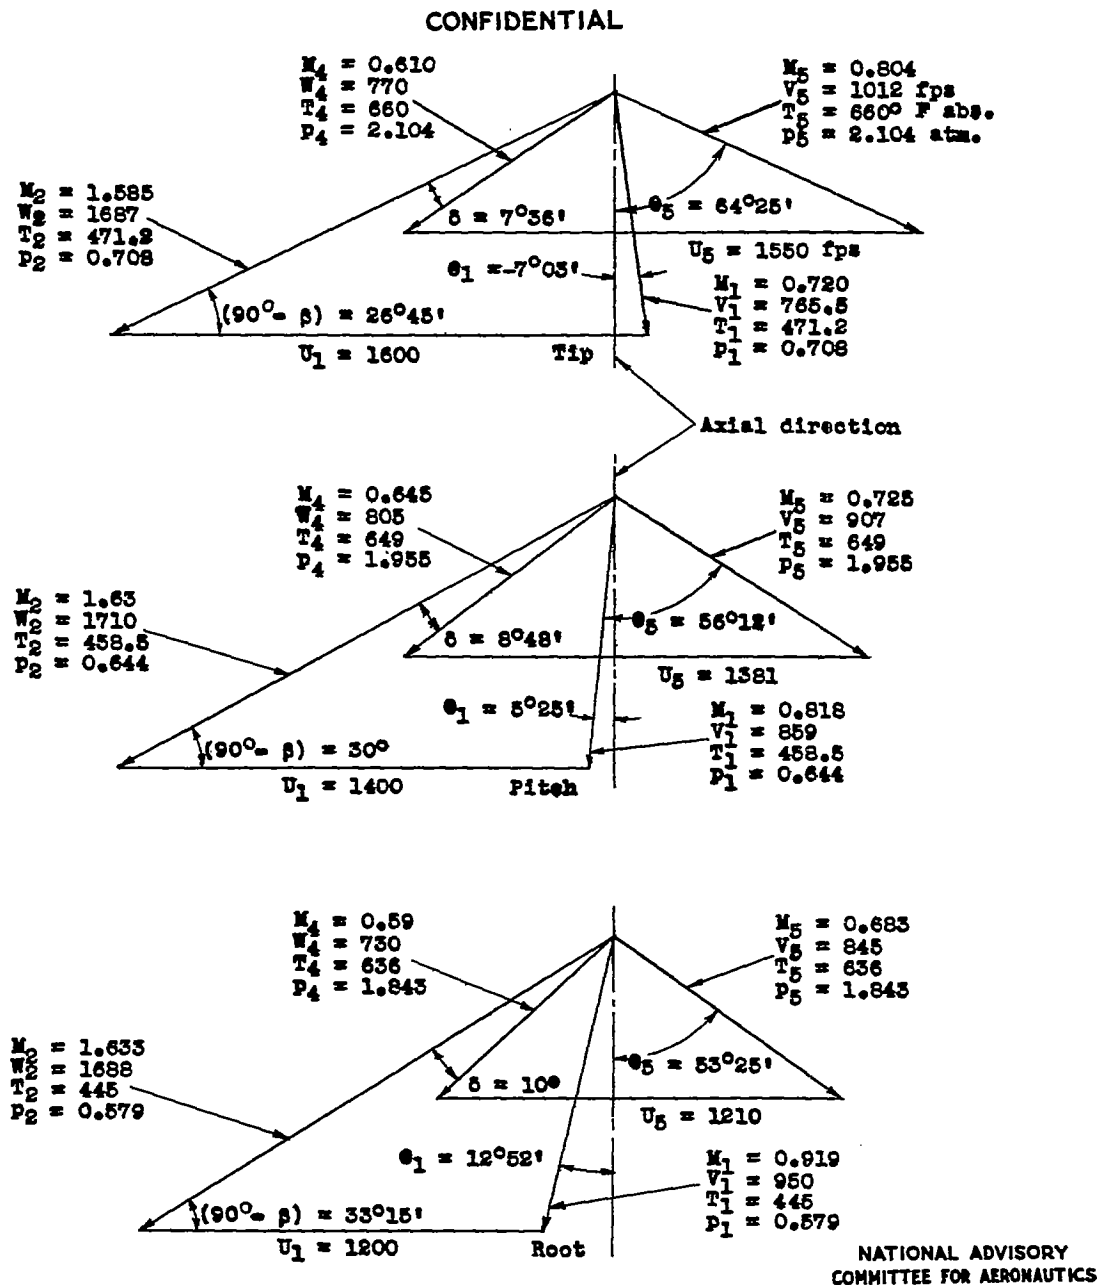 CONFIDENTIAL
M4 = 0.610
W4 = 770
T4 = 660
p4 = 2.104
M5 = 0.804
V5 = 1012 fps
T5 = 660° F abs.
p5 = 2.104 atm.
M2 = 1.585
We = 1687
T2 = 471.2
p2 = 0.708
δ = 7°36'
θ5 = 64°25'
U5 = 1550 fps
θ1 = -7°03'
M1 = 0.720
V1 = 765.5
T1 = 471.2
p1 = 0.708
(90°- β) = 26°45'
U1 = 1600
Tip
Axial direction
M4 = 0.645
W4 = 805
T4 = 649
p4 = 1.955
M5 = 0.725
V5 = 907
T5 = 649
p5 = 1.955
M2 = 1.63
W2 = 1710
T2 = 458.5
p2 = 0.644
δ = 8°48'
θ5 = 56°12'
U5 = 1381
θ1 = 5°25'
M1 = 0.818
V1 = 859
T1 = 458.5
p1 = 0.644
(90°- β) = 30°
U1 = 1400
Pitch
M4 = 0.59
W4 = 730
T4 = 636
p4 = 1.843
M5 = 0.683
V5 = 845
T5 = 636
p5 = 1.843
M2 = 1.633
W2 = 1688
T2 = 445
p2 = 0.579
δ = 10°
θ5 = 53°25'
U5 = 1210
θ1 = 12°52'
M1 = 0.919
V1 = 950
T1 = 445
p1 = 0.579
(90°- β) = 33°15'
U1 = 1200
Root
NATIONAL ADVISORY
COMMITTEE FOR AERONAUTICS